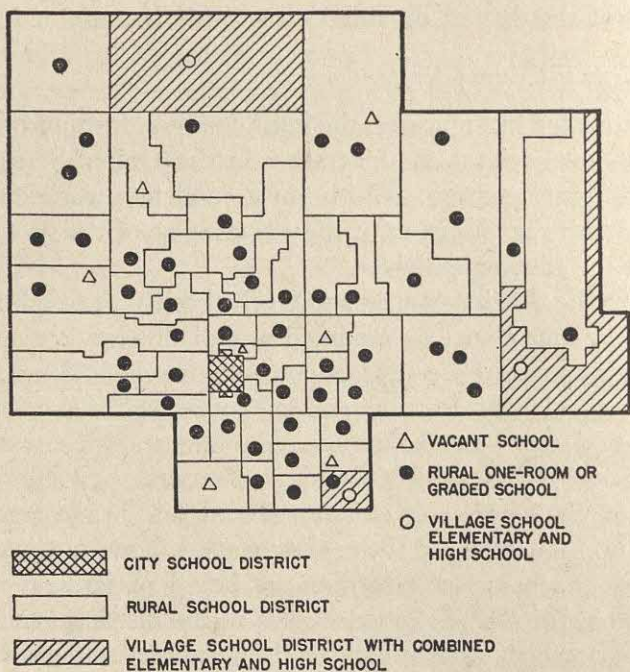 VACANT SCHOOL
RURAL ONE-ROOM OR
GRADED SCHOOL
VILLAGE SCHOOL
ELEMENTARY AND
HIGH SCHOOL
CITY SCHOOL DISTRICT
RURAL SCHOOL DISTRICT
VILLAGE SCHOOL DISTRICT WITH COMBINED
ELEMENTARY AND HIGH SCHOOL